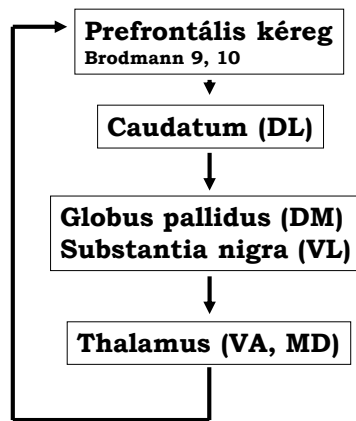 Prefrontális kéreg
Brodmann 9, 10
Caudatum (DL)
Globus pallidus (DM)
Substantia nigra (VL)
Thalamus (VA, MD)